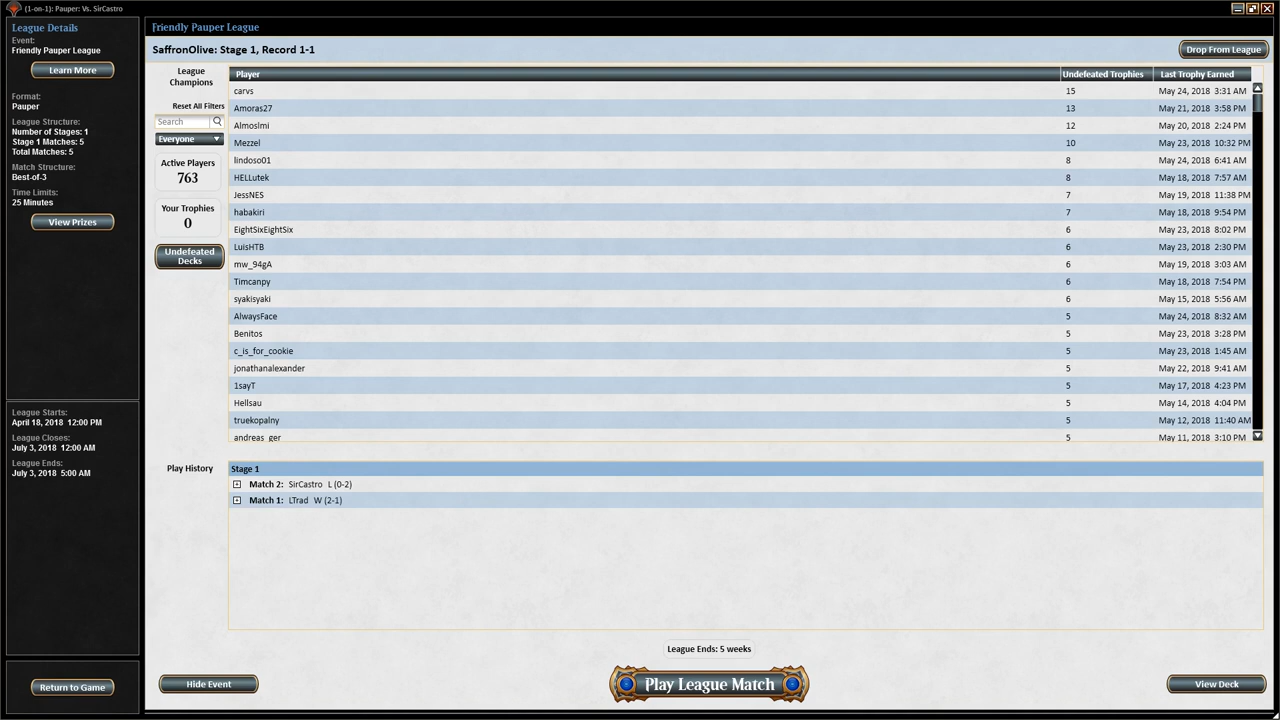 (1-on-1): Pauper: Vs. SirCastro
League Details
Event:
Friendly Pauper League
Learn More
Format:
Pauper
League Structure:
Number of Stages: 1
Stage 1 Matches: 5
Total Matches: 5
Match Structure:
Best-of-3
Time Limits:
25 Minutes
View Prizes
League Starts:
April 18, 2018 12:00 PM
League Closes:
July 3, 2018 12:00 AM
League Ends:
July 3, 2018 5:00 AM
Return to Game
Friendly Pauper League
SaffronOlive: Stage 1, Record 1-1
Drop From League
League
Champions
Reset All Filters
Search
Everyone
Active Players
763
Your Trophies
0
Undefeated
Decks
Player Undefeated Trophies Last Trophy Earned
carvs 15 May 24, 2018 3:31 AM
Amoras27 13 May 21, 2018 3:58 PM
Almoslmi 12 May 20, 2018 2:24 PM
Mezzel 10 May 23, 2018 10:32 PM
lindoso01 8 May 24, 2018 6:41 AM
HELLutek 8 May 18, 2018 7:57 AM
JessNES 7 May 19, 2018 11:38 PM
habakiri 7 May 18, 2018 9:54 PM
EightSixEightSix 6 May 23, 2018 8:02 PM
LuisHTB 6 May 23, 2018 2:30 PM
mw_94gA 6 May 19, 2018 3:03 AM
Timcanpy 6 May 18, 2018 7:54 PM
syakisyaki 6 May 15, 2018 5:56 AM
AlwaysFace 5 May 24, 2018 8:32 AM
Benitos 5 May 23, 2018 3:28 PM
c_is_for_cookie 5 May 23, 2018 1:45 AM
jonathanalexander 5 May 22, 2018 9:41 AM
1sayT 5 May 17, 2018 4:23 PM
Hellsau 5 May 14, 2018 4:04 PM
truekopalny 5 May 12, 2018 11:40 AM
andreas_ger 5 May 11, 2018 3:10 PM
Play History
Stage 1
Match 2: SirCastro L (0-2)
Match 1: LTrad W (2-1)
League Ends: 5 weeks
Hide Event
Play League Match
View Deck